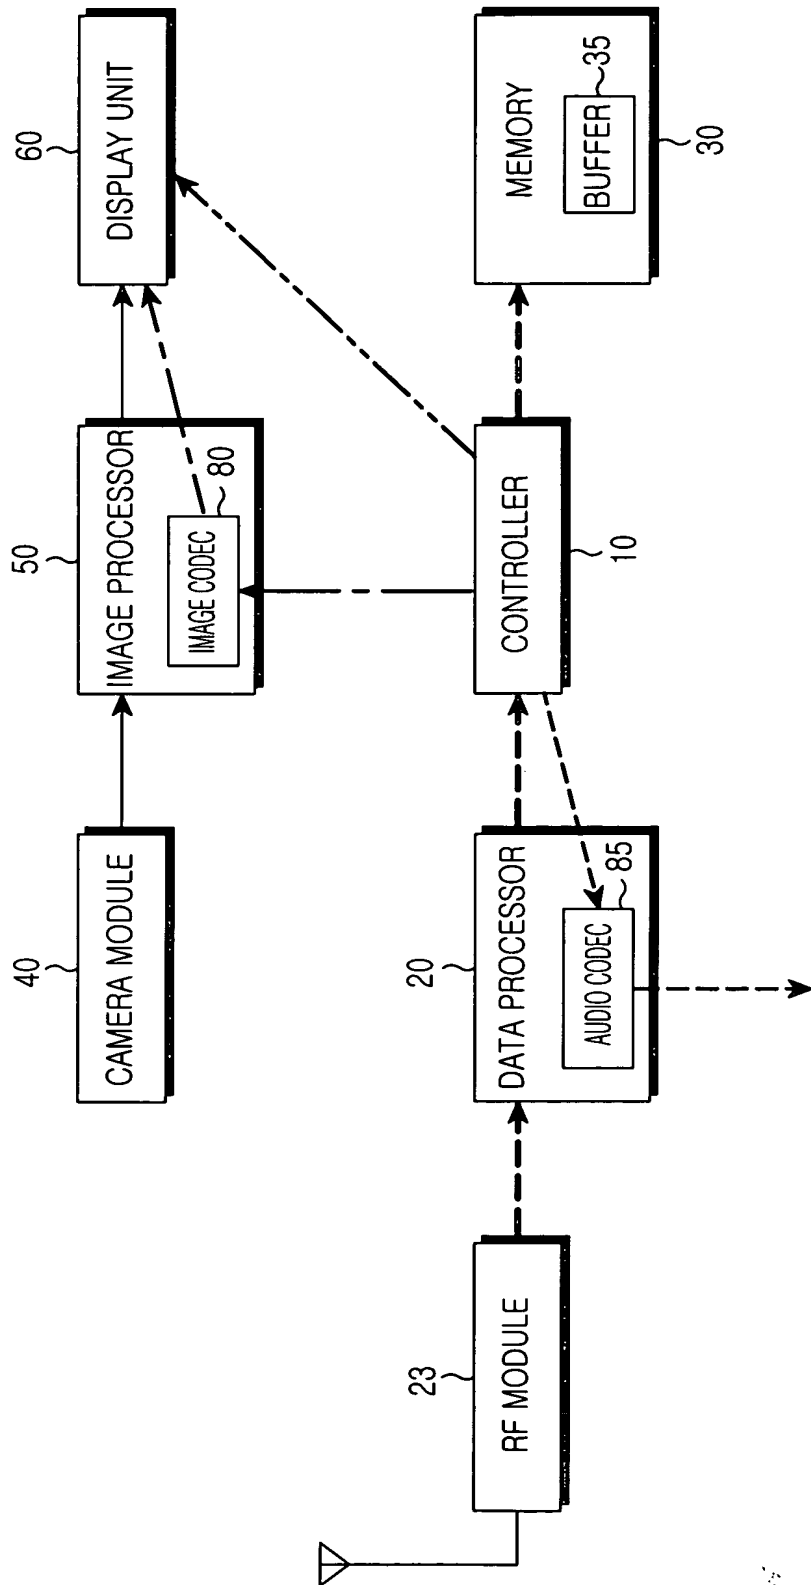 40
CAMERA MODULE
50
IMAGE PROCESSOR
80
IMAGE CODEC
60
DISPLAY UNIT
23
RF MODULE
20
DATA PROCESSOR
85
AUDIO CODEC
CONTROLLER
10
MEMORY
35
BUFFER
30